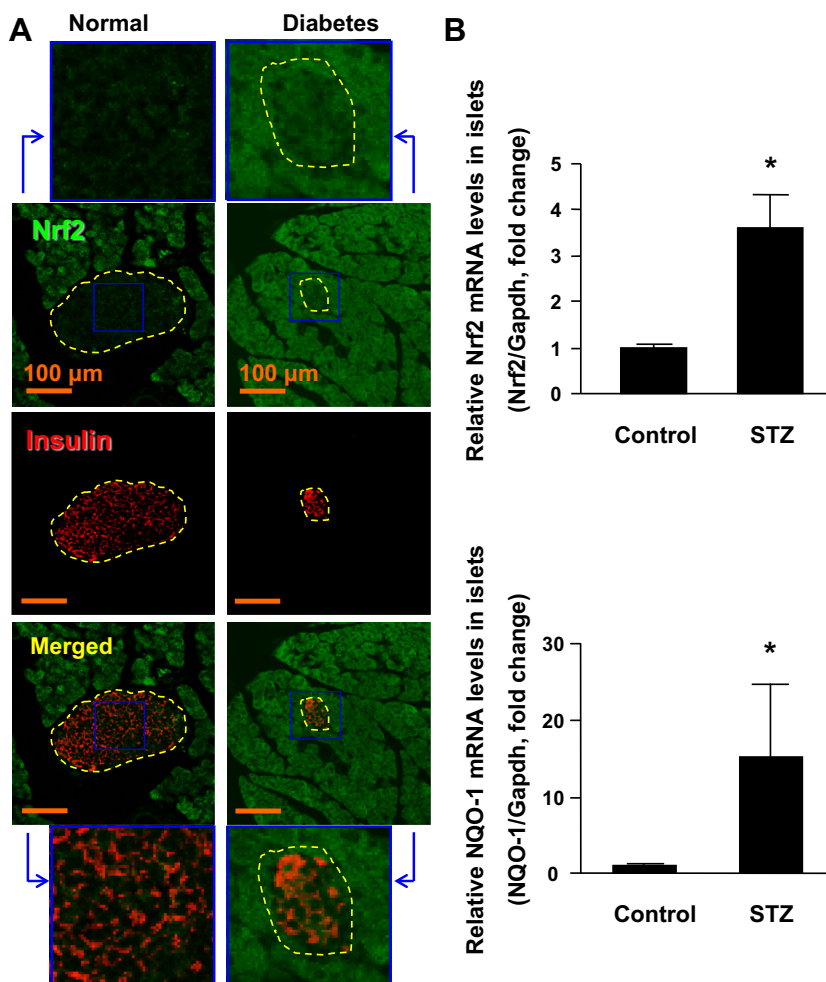 A
Normal
Diabetes
Nrf2
100 µm
100 µm
Insulin
Merged
B
Relative Nrf2 mRNA levels in islets
(Nrf2/Gapdh, fold change)
5
4
3
2
1
0
*
Control
STZ
Relative NQO-1 mRNA levels in islets
(NQO-1/Gapdh, fold change)
30
20
10
0
*
Control
STZ